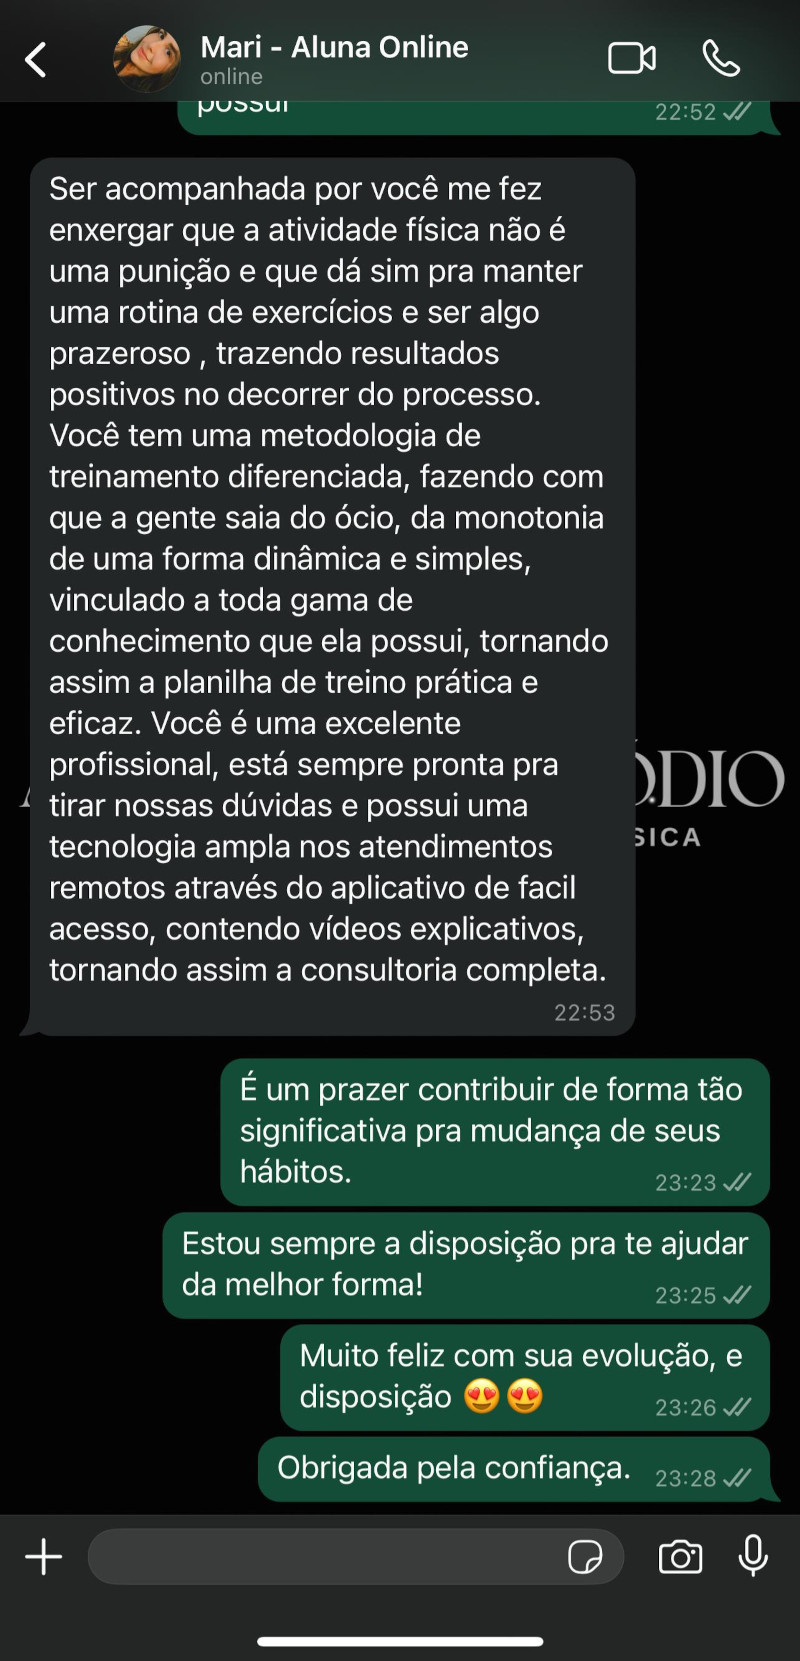 Mari - Aluna Online
online
possui
22:52
Ser acompanhada por você me fez
enxergar que a atividade física não é
uma punição e que dá sim pra manter
uma rotina de exercícios e ser algo
prazeroso , trazendo resultados
positivos no decorrer do processo.
Você tem uma metodologia de
treinamento diferenciada, fazendo com
que a gente saia do ócio, da monotonia
de uma forma dinâmica e simples,
vinculado a toda gama de
conhecimento que ela possui, tornando
assim a planilha de treino prática e
eficaz. Você é uma excelente
profissional, está sempre pronta pra
tirar nossas dúvidas e possui uma
tecnologia ampla nos atendimentos
remotos através do aplicativo de facil
acesso, contendo vídeos explicativos,
tornando assim a consultoria completa.
22:53
ÓDIO
SICA
É um prazer contribuir de forma tão
significativa pra mudança de seus
hábitos.
23:23
Estou sempre a disposição pra te ajudar
da melhor forma!
23:25
Muito feliz com sua evolução, e
disposição 😍😍
23:26
Obrigada pela confiança.
23:28